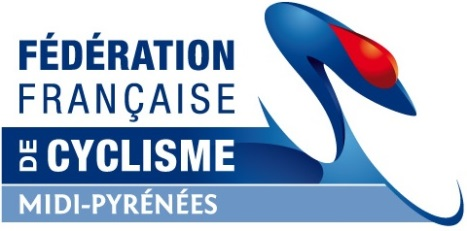 FÉDÉRATION
FRANÇAISE
DE CYCLISME
MIDI-PYRÉNÉES